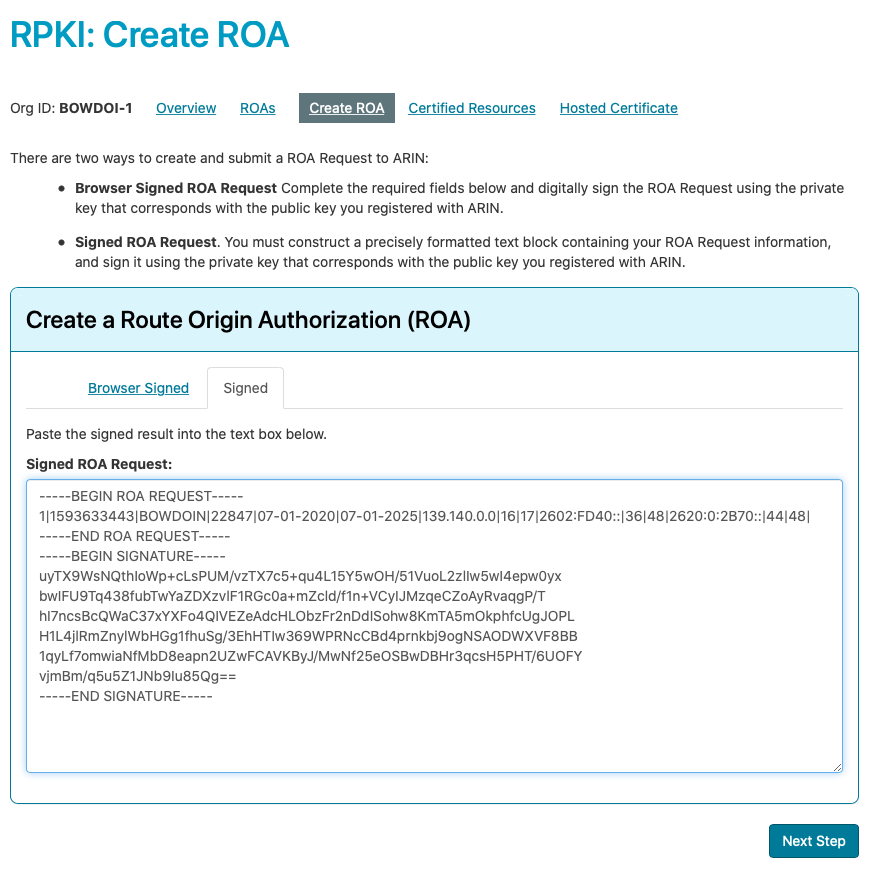 RPKI: Create ROA
Org ID: BOWDOI-1 Overview ROAs Create ROA Certified Resources Hosted Certificate
There are two ways to create and submit a ROA Request to ARIN:
• Browser Signed ROA Request Complete the required fields below and digitally sign the ROA Request using the private
key that corresponds with the public key you registered with ARIN.
• Signed ROA Request. You must construct a precisely formatted text block containing your ROA Request information,
and sign it using the private key that corresponds with the public key you registered with ARIN.
Create a Route Origin Authorization (ROA)
Browser Signed Signed
Paste the signed result into the text box below.
Signed ROA Request:
-----BEGIN ROA REQUEST-----
1|1593633443|BOWDOIN|22847|07-01-2020|07-01-2025|139.140.0.0|16|17|2602:FD40::|36|48|2620:0:2B70::|44|48|
-----END ROA REQUEST-----
-----BEGIN SIGNATURE-----
uyTX9WsNQthIoWp+cLsPUM/vzTX7c5+qu4L15Y5wOH/51VuoL2zlIw5wl4epw0yx
bwIFU9Tq438fubTwYaZDXzvlF1RGc0a+mZcld/f1n+VCyIJMzqeCZoAyRvaqgP/T
hI7ncsBcQWaC37xYXFo4QIVEZeAdcHLObzFr2nDdISohw8KmTA5mOkphfcUgJOPL
H1L4jlRmZnyIWbHGg1fhuSg/3EhHTlw369WPRNcCBd4prnkbj9ogNSAODWXVF8BB
1qyLf7omwiaNfMbD8eapn2UZwFCAVKByJ/MwNf25eOSBwDBHr3qcsH5PHT/6UOFY
vjmBm/q5u5Z1JNb9Iu85Qg==
-----END SIGNATURE-----
Next Step